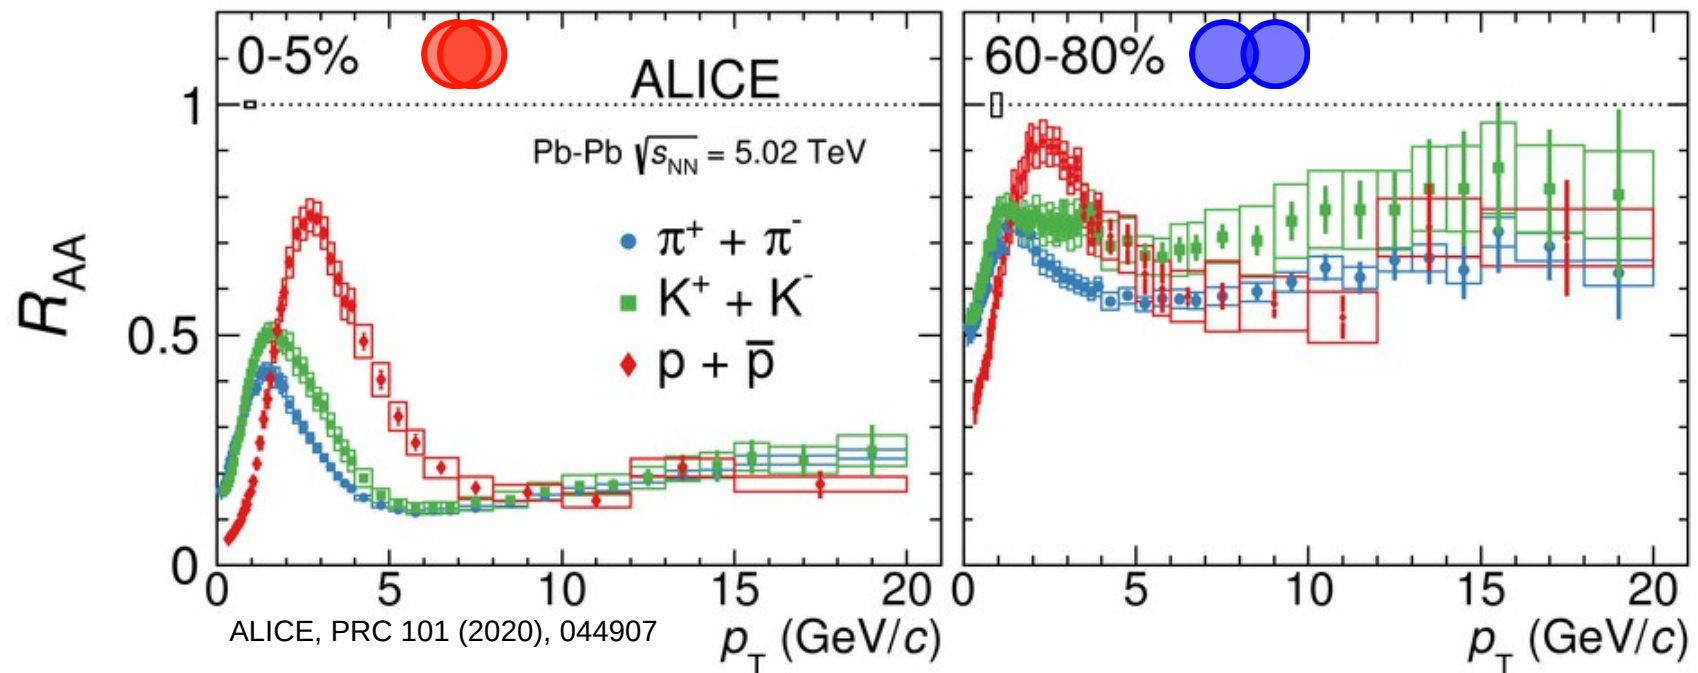 0-5%
ALICE
60-80%
1
Pb-Pb √sNN = 5.02 TeV
RAA
π⁺ + π⁻
0.5
K⁺ + K⁻
p + p̅
0
0 5 10 15 20
0 5 10 15 20
ALICE, PRC 101 (2020), 044907
pT (GeV/c)
pT (GeV/c)